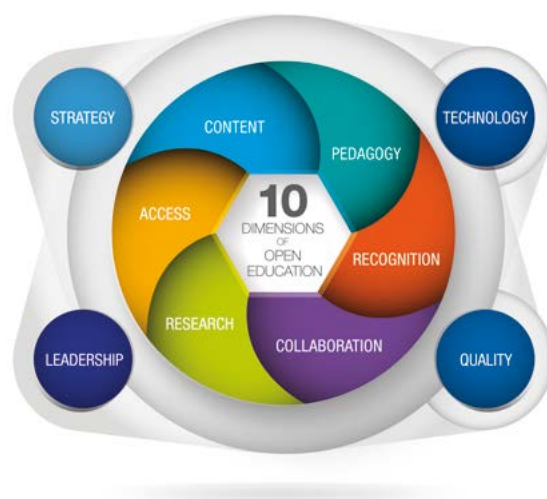 STRATEGY
TECHNOLOGY
CONTENT
PEDAGOGY
ACCESS
10
DIMENSIONS
OF
OPEN
EDUCATION
RECOGNITION
RESEARCH
COLLABORATION
LEADERSHIP
QUALITY